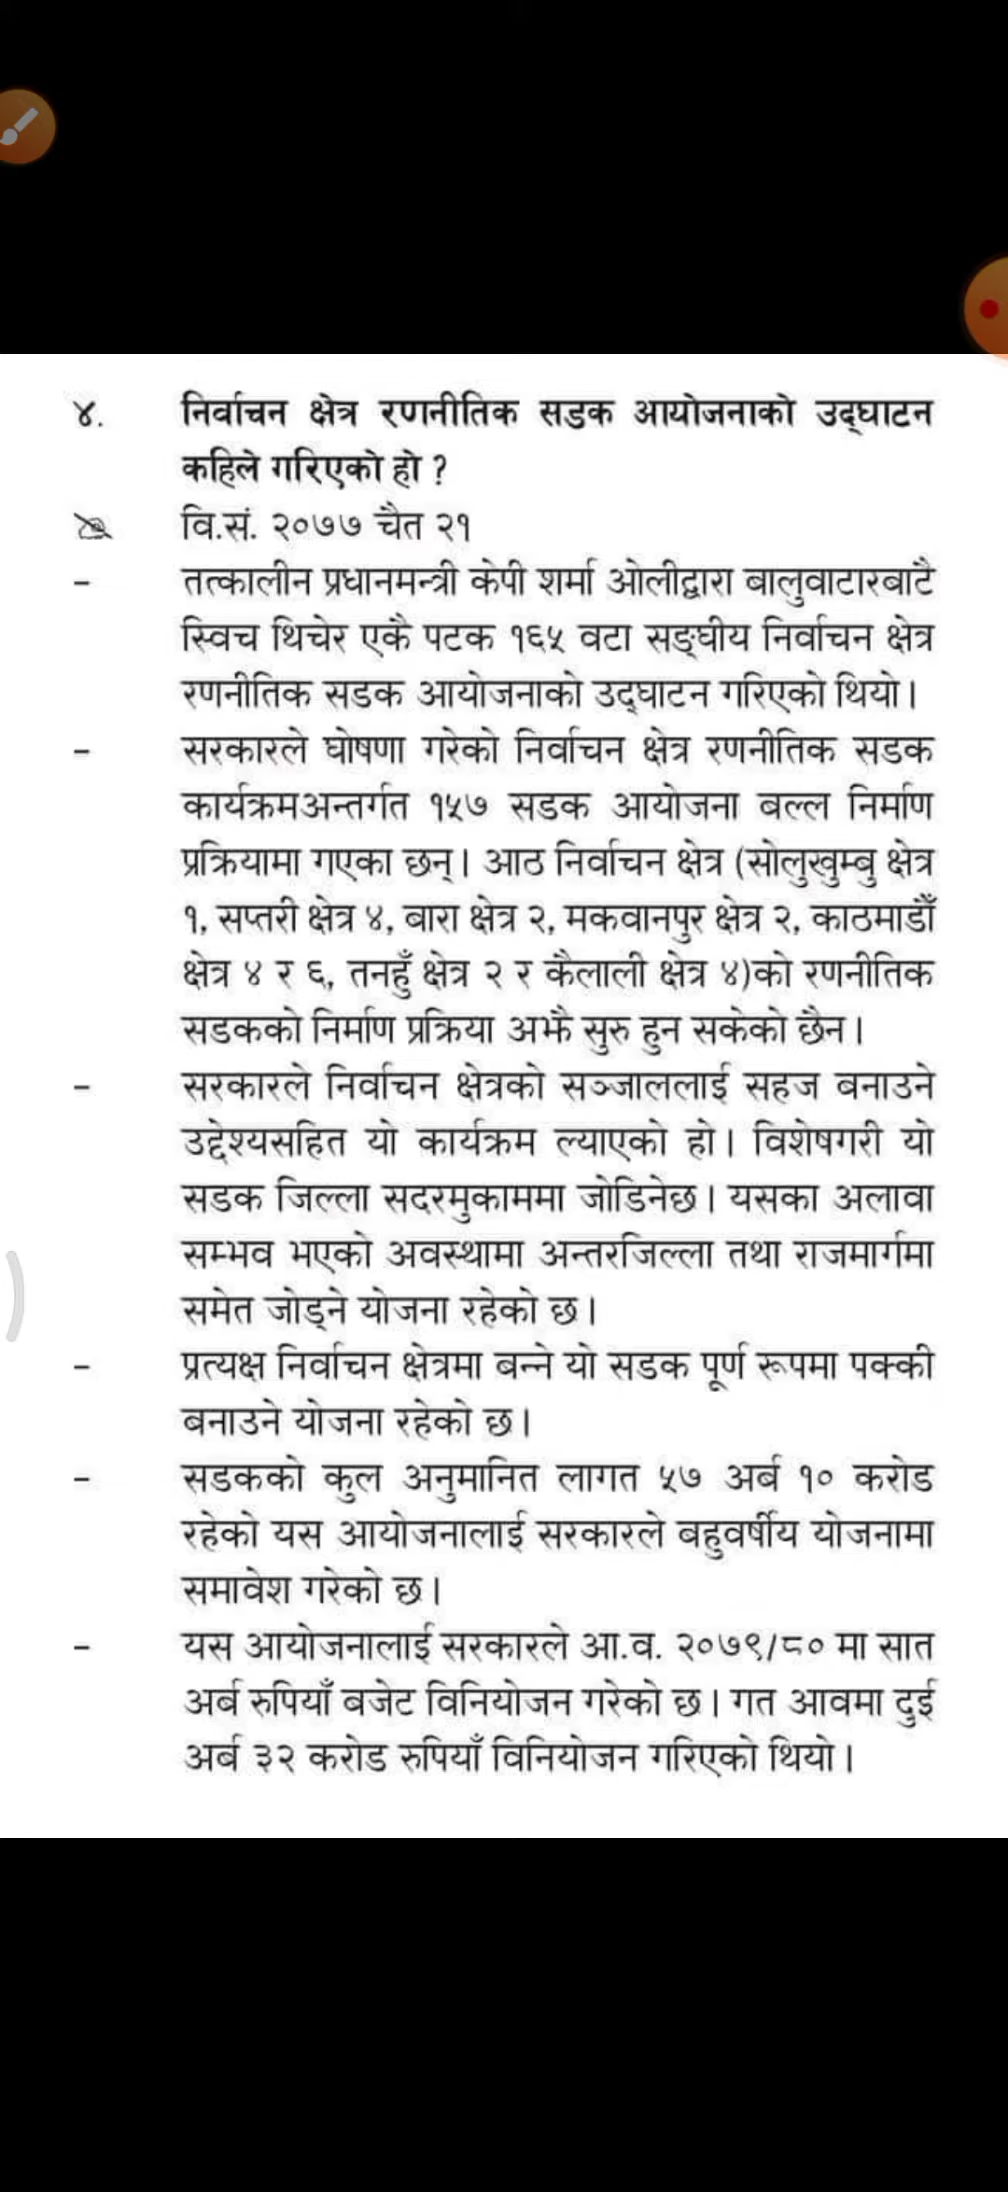 ४. निर्वाचन क्षेत्र रणनीतिक सडक आयोजनाको उद्घाटन
कहिले गरिएको हो ?
वि.सं. २०७७ चैत २१
- तत्कालीन प्रधानमन्त्री केपी शर्मा ओलीद्वारा बालुवाटारबाटै
स्विच थिचेर एकै पटक १६५ वटा सङ्घीय निर्वाचन क्षेत्र
रणनीतिक सडक आयोजनाको उद्घाटन गरिएको थियो।
- सरकारले घोषणा गरेको निर्वाचन क्षेत्र रणनीतिक सडक
कार्यक्रमअन्तर्गत १५७ सडक आयोजना बल्ल निर्माण
प्रक्रियामा गएका छन्। आठ निर्वाचन क्षेत्र (सोलुखुम्बु क्षेत्र
१, सप्तरी क्षेत्र ४, बारा क्षेत्र २, मकवानपुर क्षेत्र २, काठमाडौँ
क्षेत्र ४ र ६, तनहुँ क्षेत्र २ र कैलाली क्षेत्र ४)को रणनीतिक
सडकको निर्माण प्रक्रिया अझै सुरु हुन सकेको छैन।
- सरकारले निर्वाचन क्षेत्रको सञ्जाललाई सहज बनाउने
उद्देश्यसहित यो कार्यक्रम ल्याएको हो। विशेषगरी यो
सडक जिल्ला सदरमुकाममा जोडिनेछ। यसका अलावा
सम्भव भएको अवस्थामा अन्तरजिल्ला तथा राजमार्गमा
समेत जोड्ने योजना रहेको छ।
- प्रत्यक्ष निर्वाचन क्षेत्रमा बन्ने यो सडक पूर्ण रूपमा पक्की
बनाउने योजना रहेको छ।
- सडकको कुल अनुमानित लागत ५७ अर्ब १० करोड
रहेको यस आयोजनालाई सरकारले बहुवर्षीय योजनामा
समावेश गरेको छ।
- यस आयोजनालाई सरकारले आ.व. २०७९/८० मा सात
अर्ब रुपियाँ बजेट विनियोजन गरेको छ। गत आवमा दुई
अर्ब ३२ करोड रुपियाँ विनियोजन गरिएको थियो।